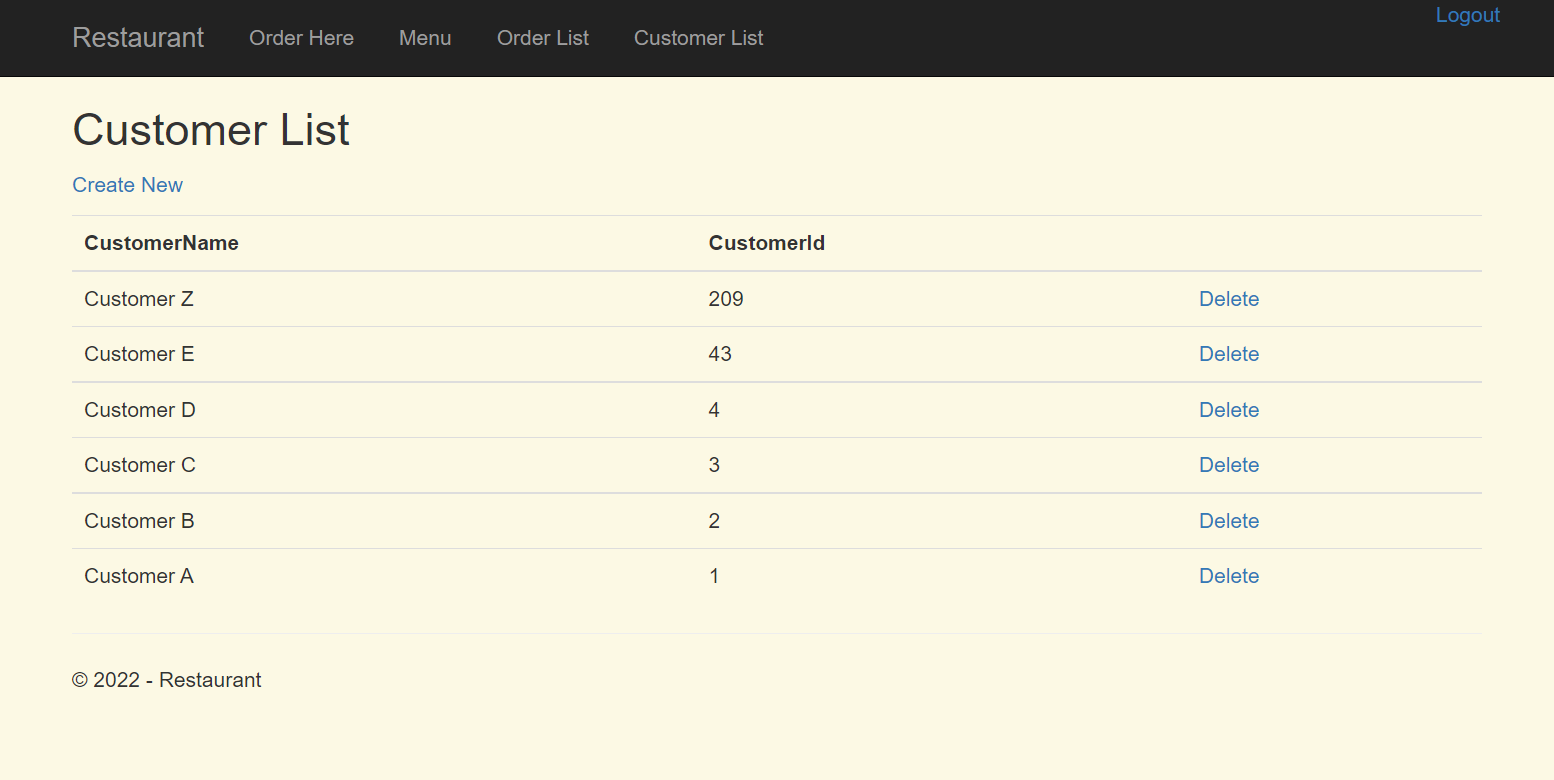 Logout
Restaurant Order Here Menu Order List Customer List
Customer List
Create New
CustomerName CustomerId
Customer Z 209 Delete
Customer E 43 Delete
Customer D 4 Delete
Customer C 3 Delete
Customer B 2 Delete
Customer A 1 Delete
© 2022 - Restaurant